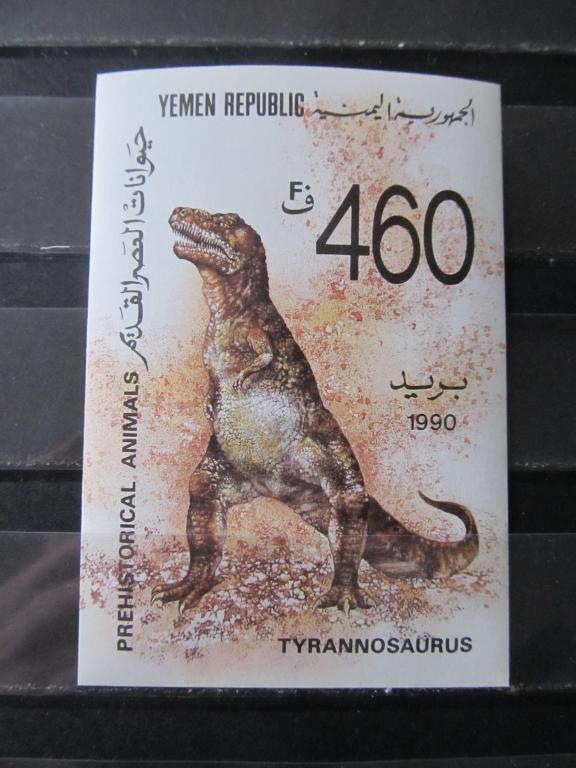 YEMEN REPUBLIC الجمهورية اليمنية
حيوانات العصر القديم
F ف 460
بريد
1990
PREHISTORICAL ANIMALS
TYRANNOSAURUS